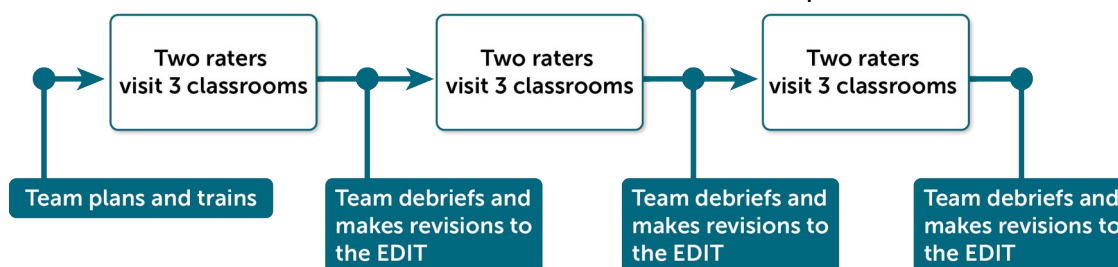 Two raters
visit 3 classrooms
Two raters
visit 3 classrooms
Two raters
visit 3 classrooms
Team plans and trains
Team debriefs and
makes revisions to
the EDIT
Team debriefs and
makes revisions to
the EDIT
Team debriefs and
makes revisions to
the EDIT